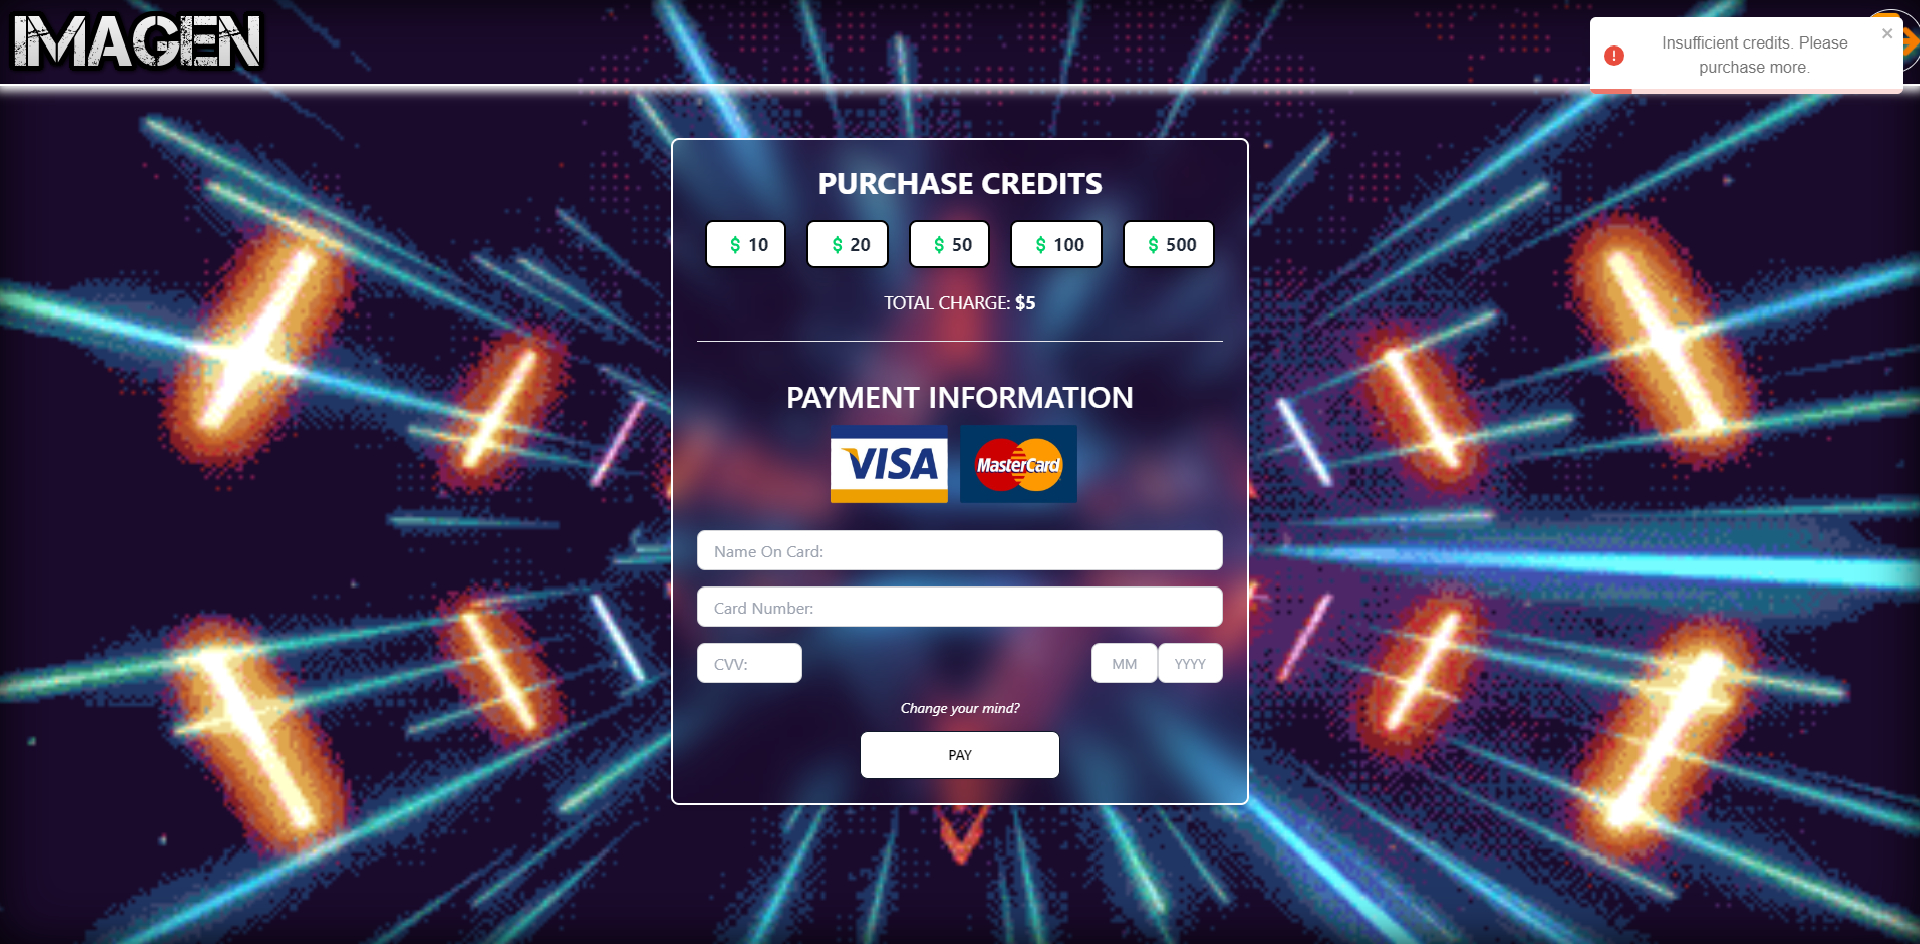 IMAGEN
Insufficient credits. Please
purchase more.
PURCHASE CREDITS
$ 10 $ 20 $ 50 $ 100 $ 500
TOTAL CHARGE: $5
PAYMENT INFORMATION
VISA MasterCard
Name On Card:
Card Number:
CVV: MM YYYY
Change your mind?
PAY